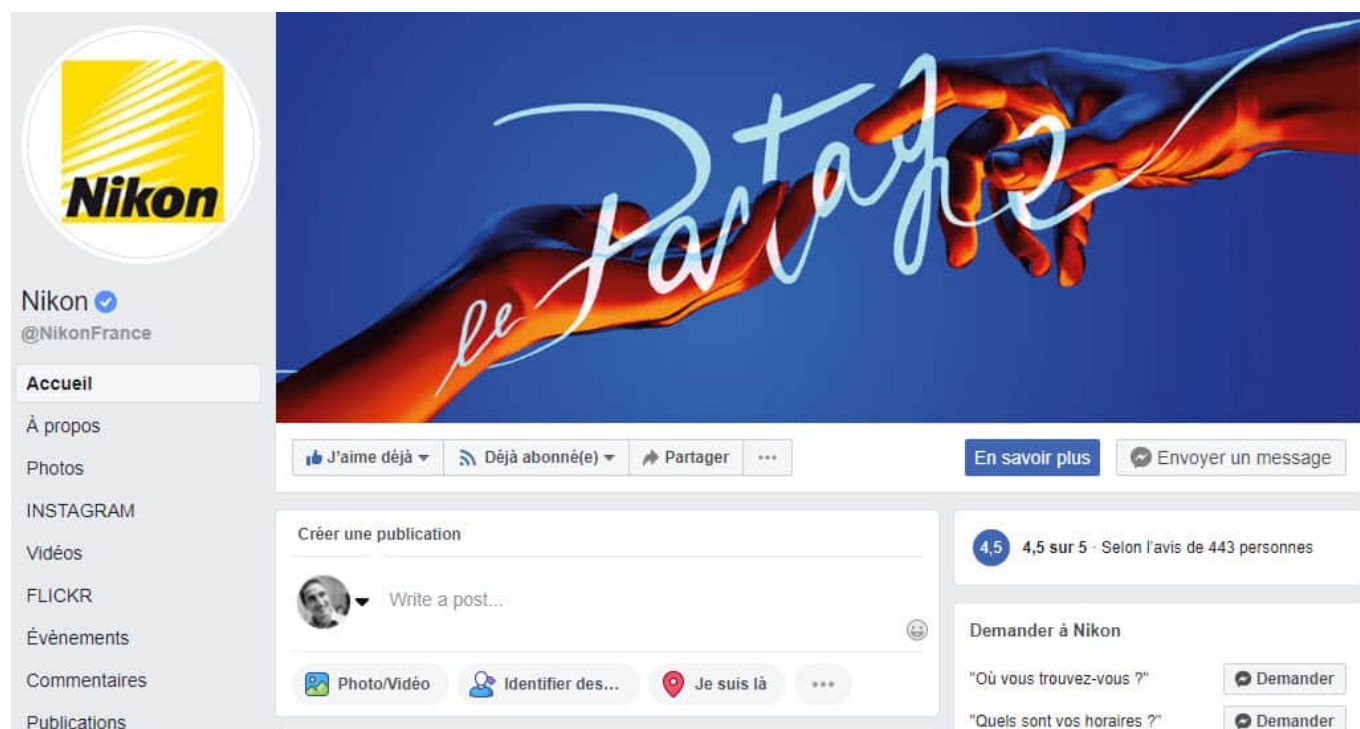 Nikon
Nikon
@NikonFrance
Accueil
À propos
Photos
INSTAGRAM
Vidéos
FLICKR
Évènements
Commentaires
Publications
le Partage
J'aime déjà
Déjà abonné(e)
Partager
...
En savoir plus
Envoyer un message
Créer une publication
Write a post...
Photo/Vidéo
Identifier des...
Je suis là
...
4,5
4,5 sur 5 · Selon l'avis de 443 personnes
Demander à Nikon
"Où vous trouvez-vous ?" Demander
"Quels sont vos horaires ?" Demander